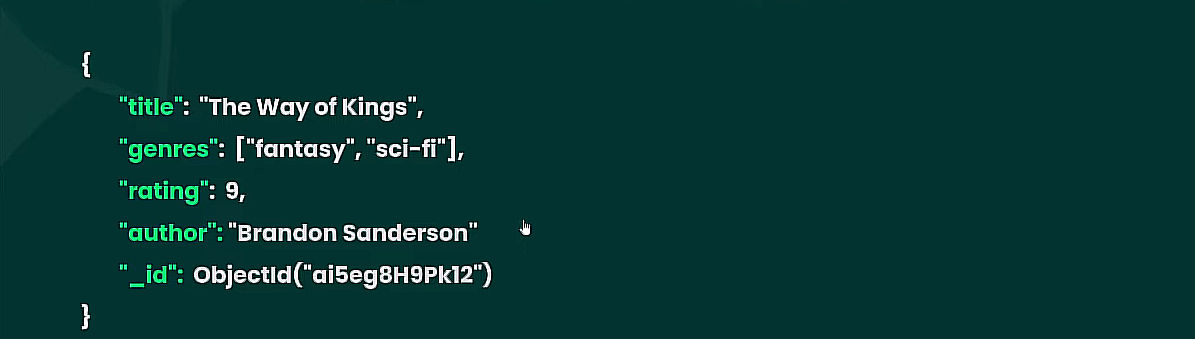 {
"title": "The Way of Kings",
"genres": ["fantasy", "sci-fi"],
"rating": 9,
"author": "Brandon Sanderson"
"_id": ObjectId("ai5eg8H9Pk12")
}